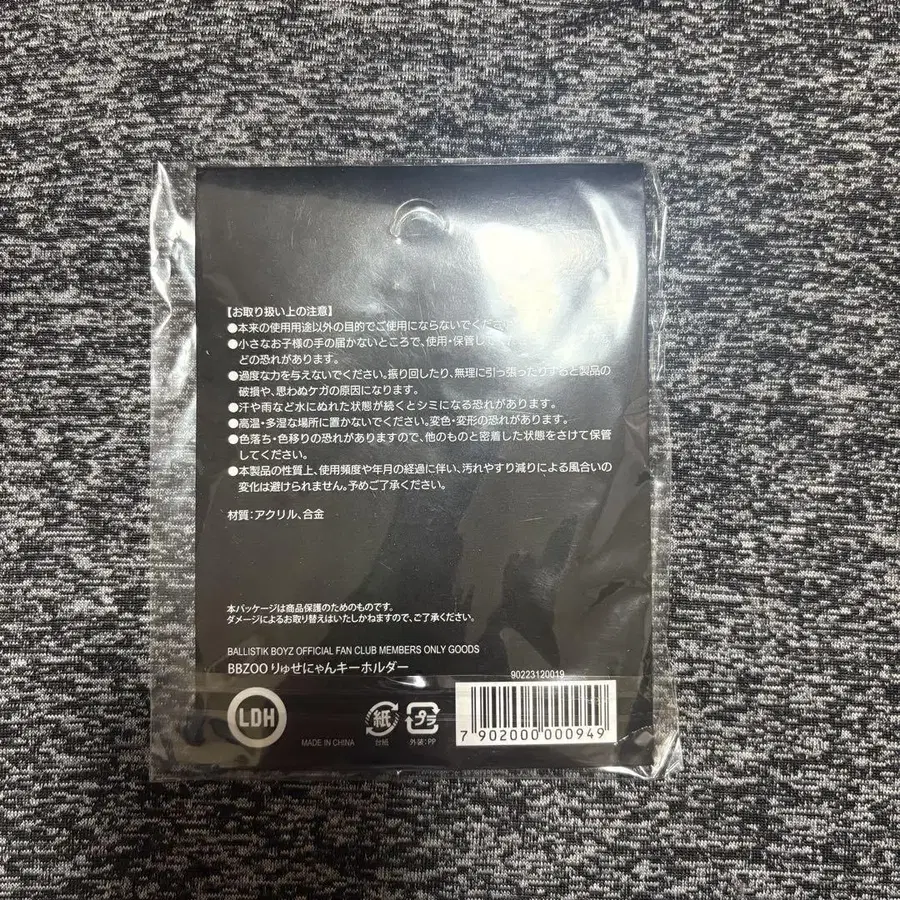 【お取り扱い上の注意】
●本来の使用用途以外の目的でご使用にならないでくださ
●小さなお子様の手の届かないところで、使用・保管して
どの恐れがあります。
●過度な力を与えないでください。振り回したり、無理に引っ張ったりすると製品の
破損や、思わぬケガの原因になります。
●汗や雨など水にぬれた状態が続くとシミになる恐れがあります。
●高温・多湿な場所に置かないでください。変色・変形の恐れがあります。
●色落ち・色移りの恐れがありますので、他のものと密着した状態をさけて保管
してください。
●本製品の性質上、使用頻度や年月の経過に伴い、汚れやすり減りによる風合いの
変化は避けられません。予めご了承ください。
材質：アクリル、合金
本パッケージは商品保護のためのものです。
ダメージによるお取り替えはいたしかねますので、ご了承ください。
BALLISTIK BOYZ OFFICIAL FAN CLUB MEMBERS ONLY GOODS
BBZOO りゅせにゃんキーホルダー
90223120019
LDH
MADE IN CHINA
紙
台紙
プラ
外装：PP
7 902000 000949